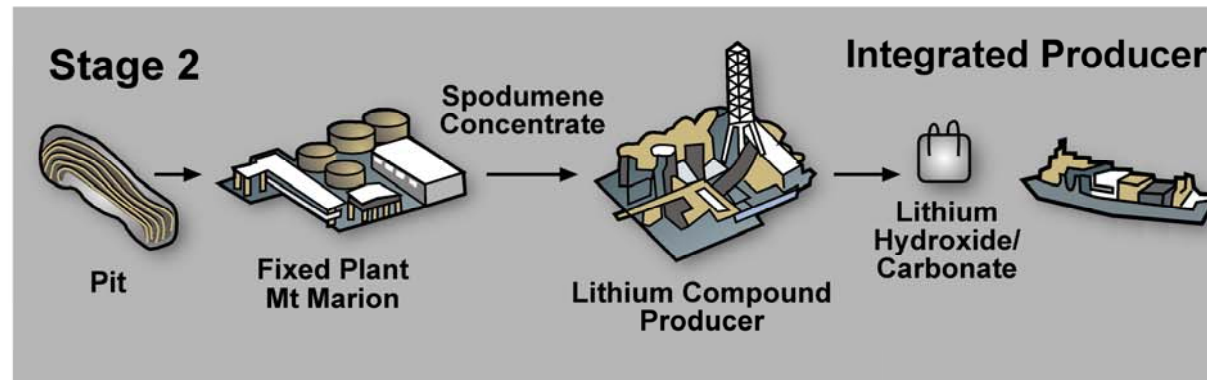 Stage 2
Integrated Producer
Spodumene
Concentrate
Pit
Fixed Plant
Mt Marion
Lithium Compound
Producer
Lithium
Hydroxide/
Carbonate